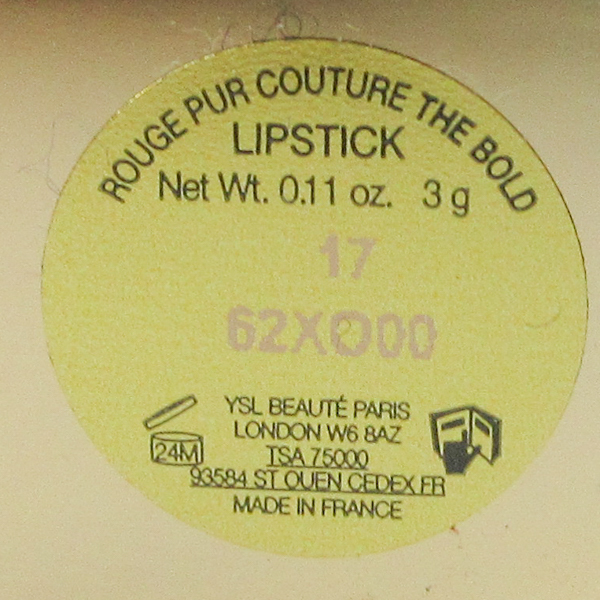 ROUGE PUR COUTURE THE BOLD
LIPSTICK
Net Wt. 0.11 oz. 3 g
17
62XO00
YSL BEAUTÉ PARIS
LONDON W6 8AZ
TSA 75000
93584 ST OUEN CEDEX FR
MADE IN FRANCE
24M